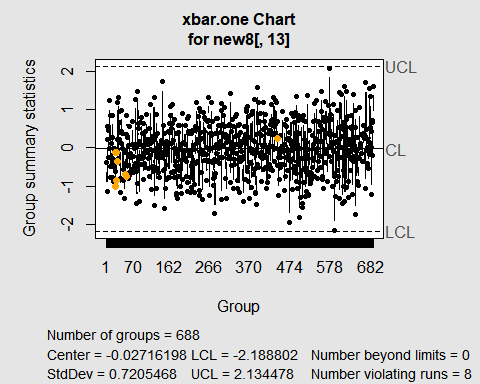 xbar.one Chart
for new8[, 13]
Group summary statistics
2
1
0
-1
-2
UCL
CL
LCL
1 70 162 266 370 474 578 682
Group
Number of groups = 688
Center = -0.02716198 LCL = -2.188802 Number beyond limits = 0
StdDev = 0.7205468 UCL = 2.134478 Number violating runs = 8